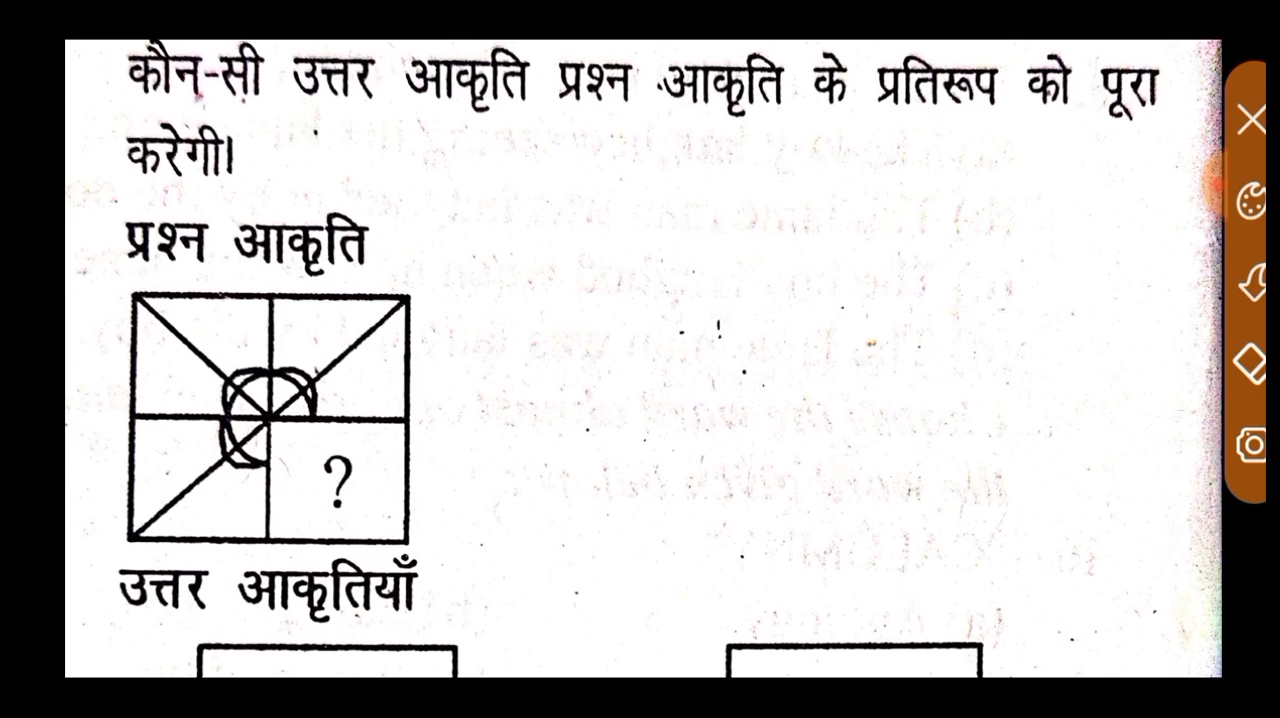 कौन-सी उत्तर आकृति प्रश्न आकृति के प्रतिरूप को पूरा
करेगी।
प्रश्न आकृति
?
उत्तर आकृतियाँ